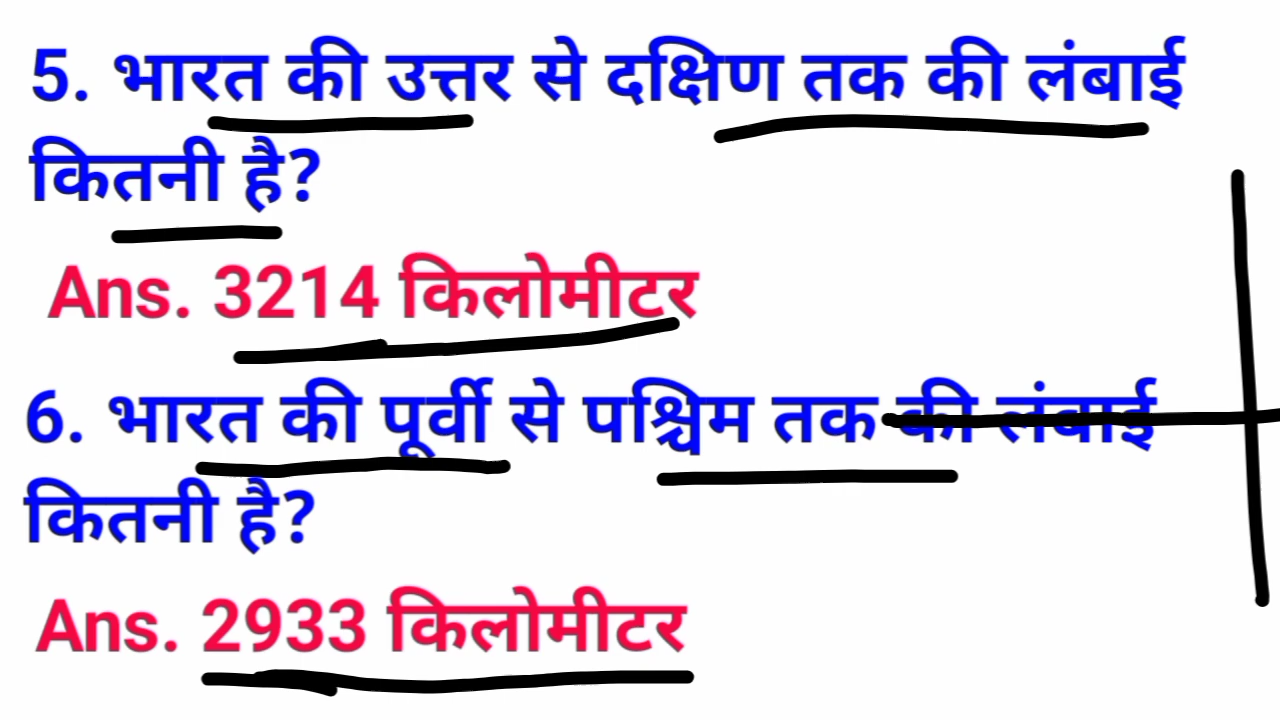 5. भारत की उत्तर से दक्षिण तक की लंबाई
कितनी है?
Ans. 3214 किलोमीटर
6. भारत की पूर्वी से पश्चिम तक की लंबाई
कितनी है?
Ans. 2933 किलोमीटर